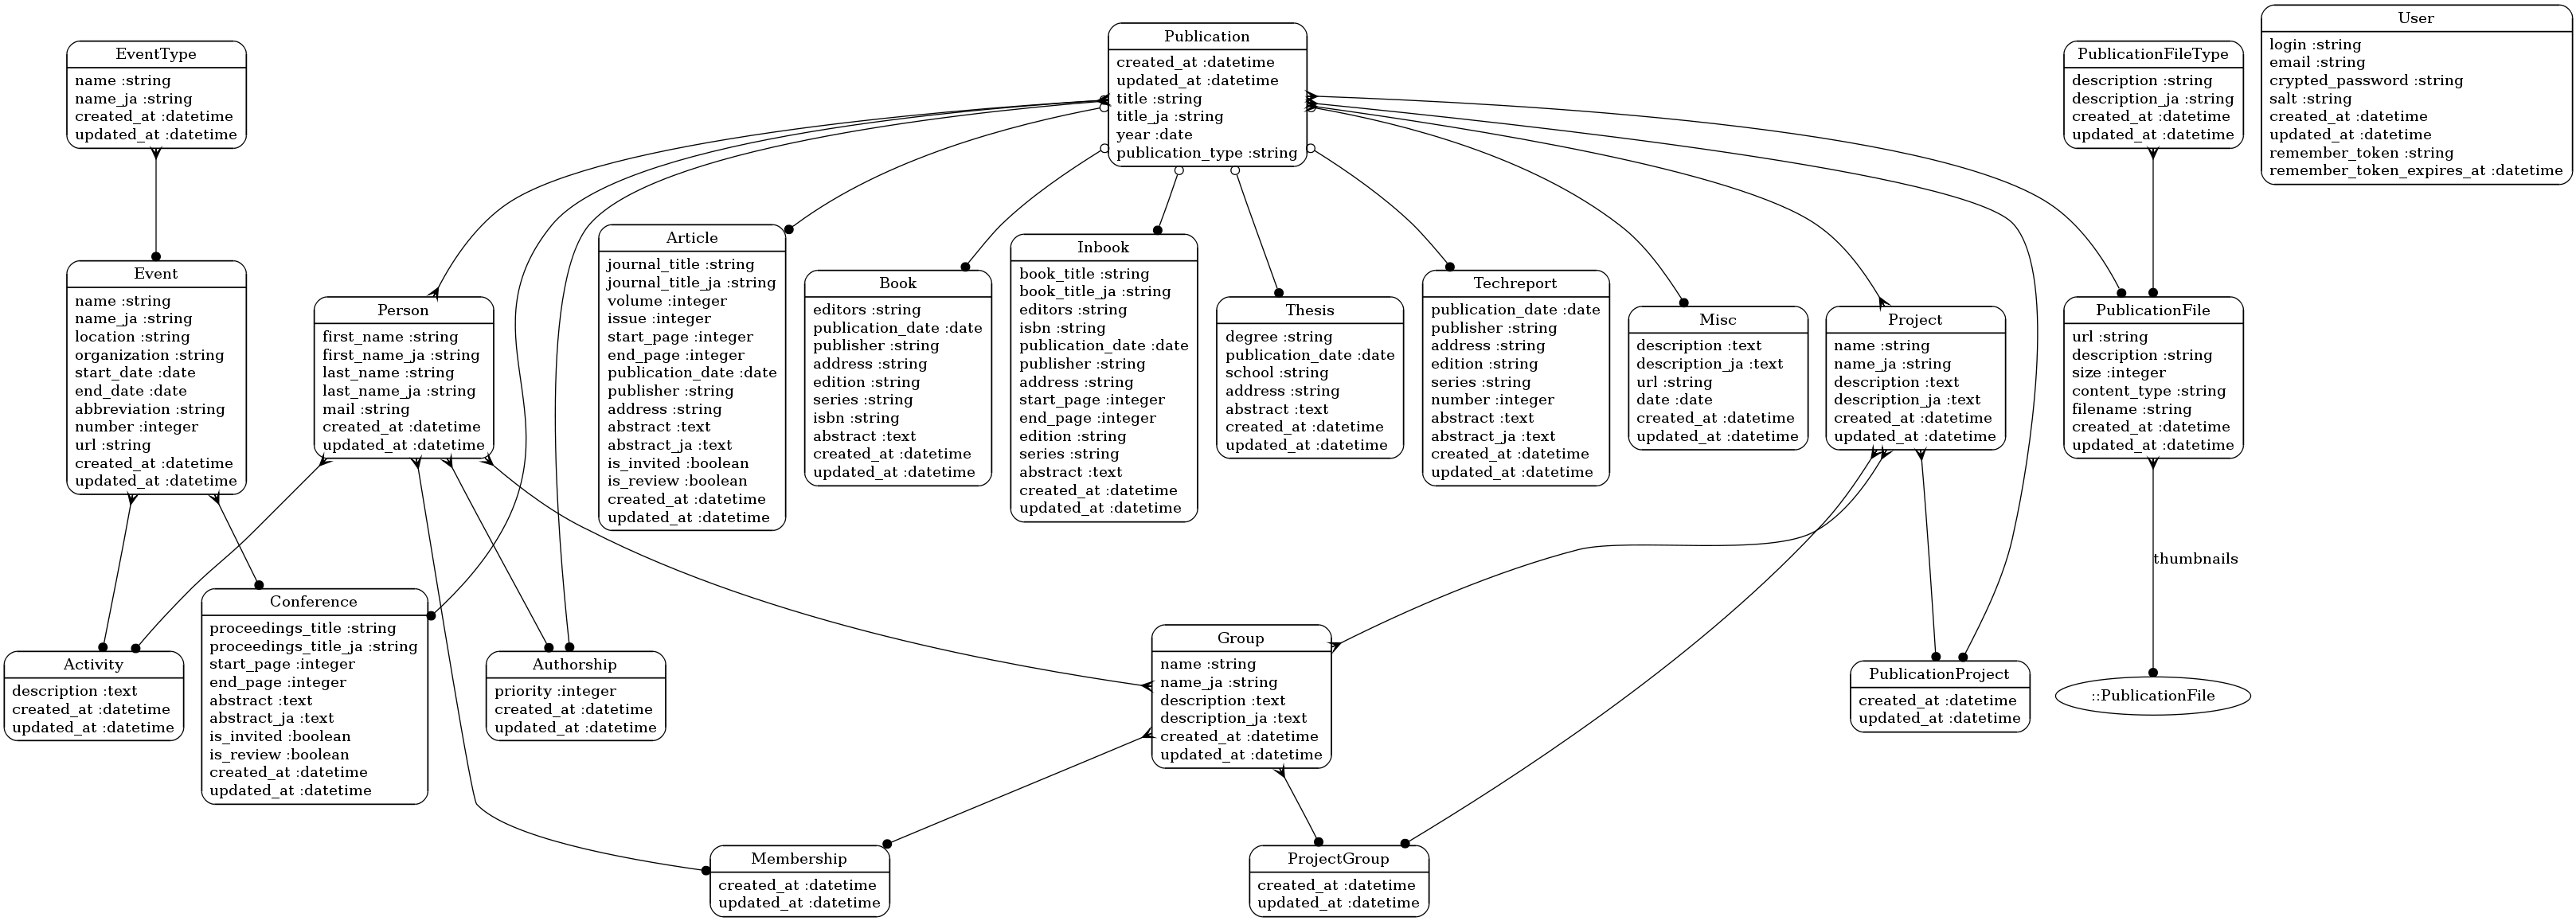 EventType
name :string
name_ja :string
created_at :datetime
updated_at :datetime
Publication
created_at :datetime
updated_at :datetime
title :string
title_ja :string
year :date
publication_type :string
PublicationFileType
description :string
description_ja :string
created_at :datetime
updated_at :datetime
User
login :string
email :string
crypted_password :string
salt :string
created_at :datetime
updated_at :datetime
remember_token :string
remember_token_expires_at :datetime
Event
name :string
name_ja :string
location :string
organization :string
start_date :date
end_date :date
abbreviation :string
number :integer
url :string
created_at :datetime
updated_at :datetime
Person
first_name :string
first_name_ja :string
last_name :string
last_name_ja :string
mail :string
created_at :datetime
updated_at :datetime
Article
journal_title :string
journal_title_ja :string
volume :integer
issue :integer
start_page :integer
end_page :integer
publication_date :date
publisher :string
address :string
abstract :text
abstract_ja :text
is_invited :boolean
is_review :boolean
created_at :datetime
updated_at :datetime
Book
editors :string
publication_date :date
publisher :string
address :string
edition :string
series :string
isbn :string
abstract :text
created_at :datetime
updated_at :datetime
Inbook
book_title :string
book_title_ja :string
editors :string
isbn :string
publication_date :date
publisher :string
address :string
start_page :integer
end_page :integer
edition :string
series :string
abstract :text
created_at :datetime
updated_at :datetime
Thesis
degree :string
publication_date :date
school :string
address :string
abstract :text
created_at :datetime
updated_at :datetime
Techreport
publication_date :date
publisher :string
address :string
edition :string
series :string
number :integer
abstract :text
abstract_ja :text
created_at :datetime
updated_at :datetime
Misc
description :text
description_ja :text
url :string
date :date
created_at :datetime
updated_at :datetime
Project
name :string
name_ja :string
description :text
description_ja :text
created_at :datetime
updated_at :datetime
PublicationFile
url :string
description :string
size :integer
content_type :string
filename :string
created_at :datetime
updated_at :datetime
thumbnails
Activity
description :text
created_at :datetime
updated_at :datetime
Conference
proceedings_title :string
proceedings_title_ja :string
start_page :integer
end_page :integer
abstract :text
abstract_ja :text
is_invited :boolean
is_review :boolean
created_at :datetime
updated_at :datetime
Authorship
priority :integer
created_at :datetime
updated_at :datetime
Group
name :string
name_ja :string
description :text
description_ja :text
created_at :datetime
updated_at :datetime
PublicationProject
created_at :datetime
updated_at :datetime
::PublicationFile
Membership
created_at :datetime
updated_at :datetime
ProjectGroup
created_at :datetime
updated_at :datetime